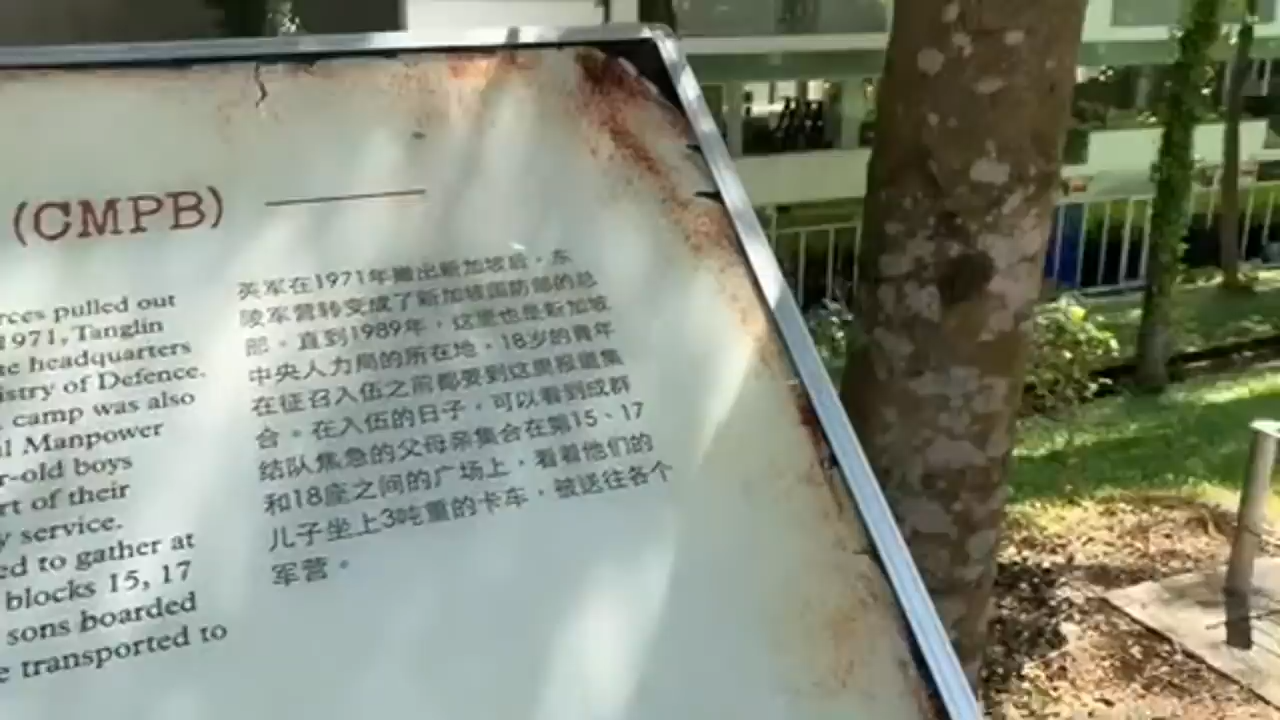 (CMPB)
rces pulled out
1971, Tanglin
he headquarters
istry of Defence.
camp was also
l Manpower
r-old boys
rt of their
y service.
ed to gather at
blocks 15, 17
sons boarded
e transported to
英军在1971年撤出新加坡后，东
陵军营转变成了新加坡国防部的总
部。直到1989年，这里也是新加坡
中央人力局的所在地。18岁的青年
在征召入伍之前都要到这里报道集
合。在入伍的日子，可以看到成群
结队焦急的父母亲集合在第15、17
和18座之间的广场上，看着他们的
儿子坐上3吨重的卡车，被送往各个
军营。